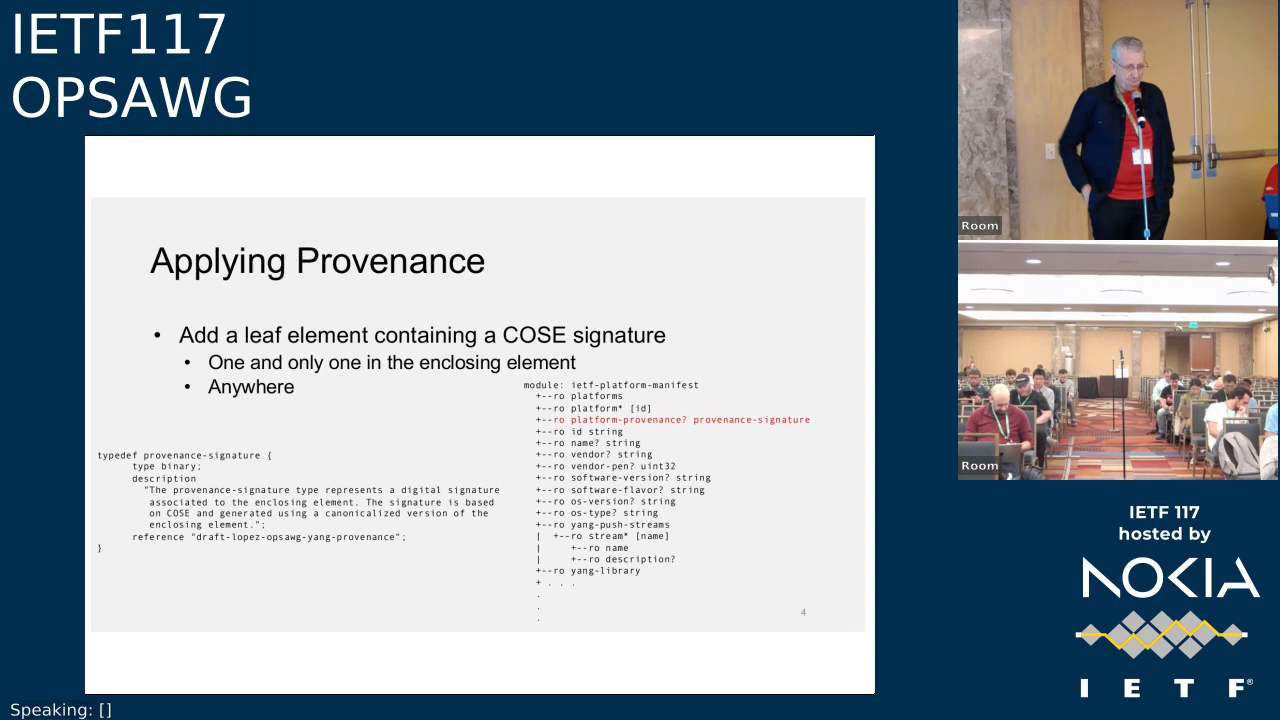 IETF117
OPSAWG
Applying Provenance
• Add a leaf element containing a COSE signature
• One and only one in the enclosing element
• Anywhere
typedef provenance-signature {
type binary;
description
"The provenance-signature type represents a digital signature
associated to the enclosing element. The signature is based
on COSE and generated using a canonicalized version of the
enclosing element.";
reference "draft-lopez-opsawg-yang-provenance";
}
module: ietf-platform-manifest
+--ro platforms
+--ro platform* [id]
+--ro platform-provenance? provenance-signature
+--ro id string
+--ro name? string
+--ro vendor? string
+--ro vendor-pen? uint32
+--ro software-version? string
+--ro software-flavor? string
+--ro os-version? string
+--ro os-type? string
+--ro yang-push-streams
| +--ro stream* [name]
| +--ro name
| +--ro description?
+--ro yang-library
+ . . .
.
.
.
4
Room
Room
IETF 117
hosted by
NOKIA
I E T F®
Speaking: []